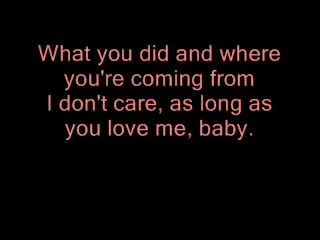 What you did and where
you're coming from
I don't care, as long as
you love me, baby.